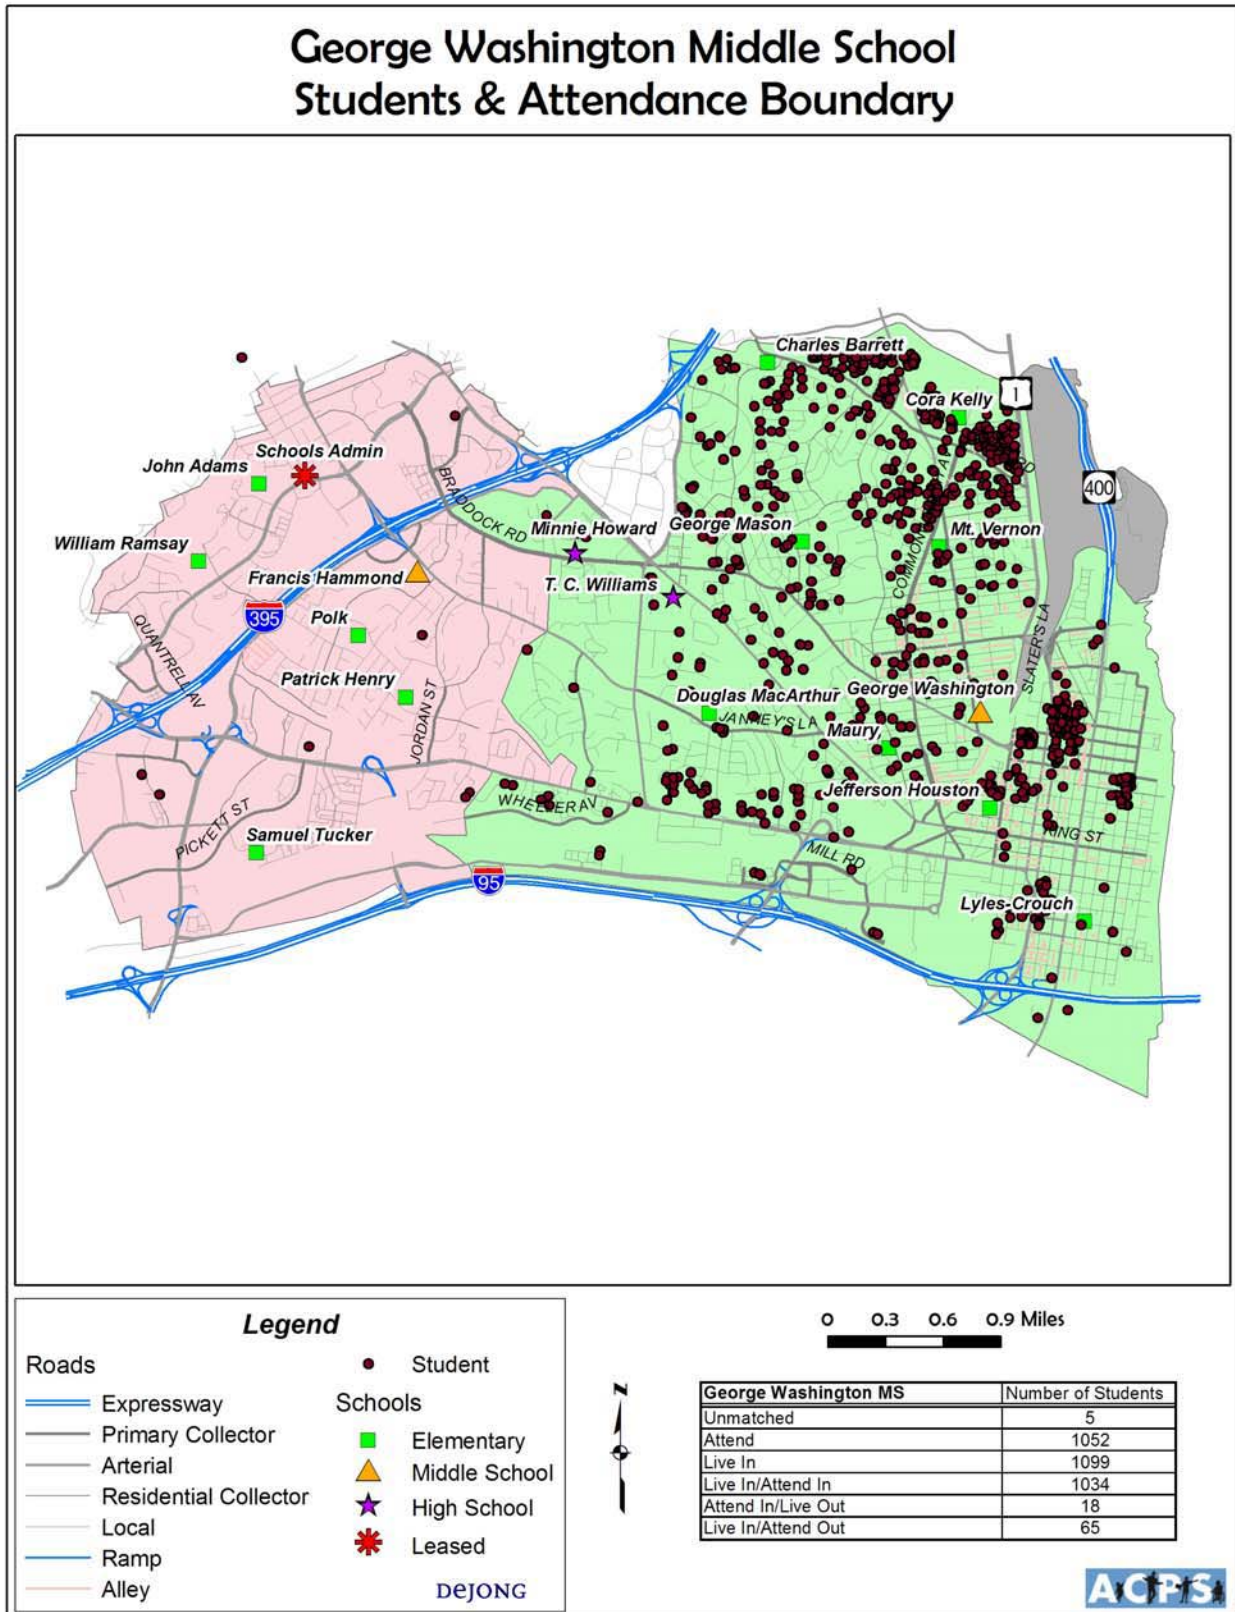 George Washington Middle School
Students & Attendance Boundary
Charles Barrett
1
Cora Kelly
Schools Admin
John Adams
BRADDOCK RD
RD
400
Minnie Howard
George Mason
Mt. Vernon
William Ramsay
Francis Hammond
T. C. Williams
COMMON
AV
395
Polk
QUANTRELL AV
SLATER'S LA
Patrick Henry
JORDAN ST
Douglas MacArthur
George Washington
JANNEY'S LA
Maury,
Jefferson Houston
WHEELER AV
PICKETT ST
Samuel Tucker
KING ST
MILL RD
95
Lyles-Crouch
Legend
Roads
Expressway
Primary Collector
Arterial
Residential Collector
Local
Ramp
Alley
Student
Schools
Elementary
Middle School
High School
Leased
DeJONG
0 0.3 0.6 0.9 Miles
N
George Washington MS Number of Students
Unmatched 5
Attend 1052
Live In 1099
Live In/Attend In 1034
Attend In/Live Out 18
Live In/Attend Out 65
ACPS